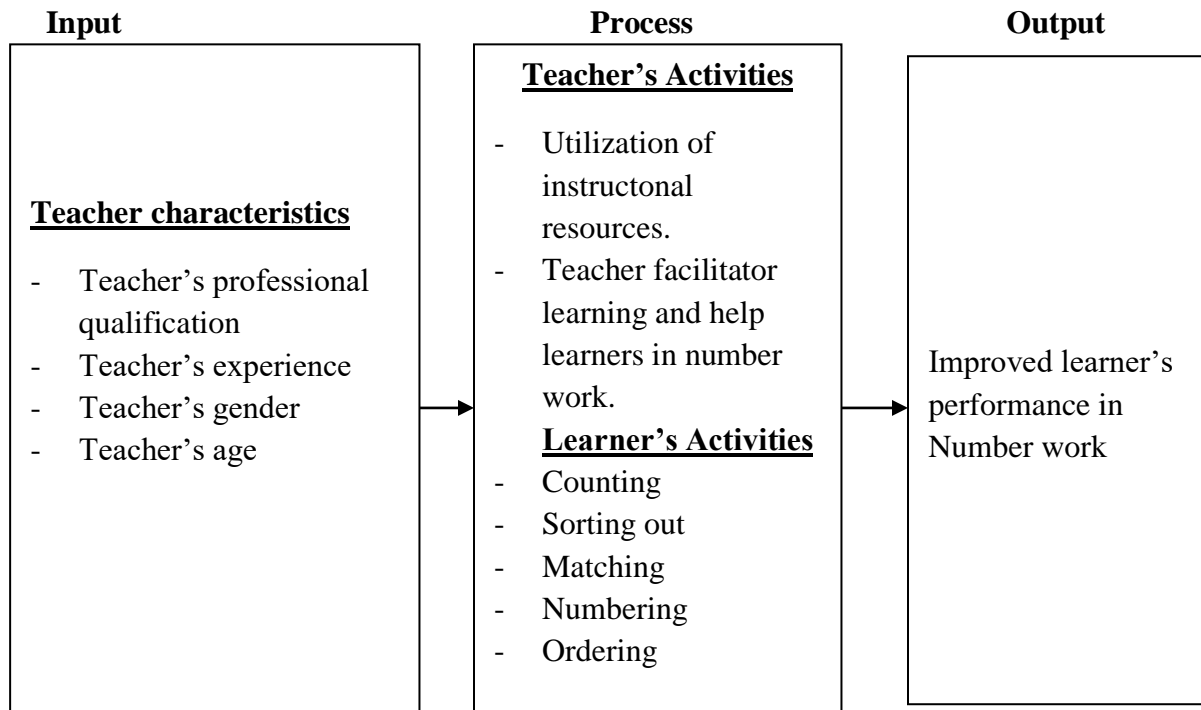 Input
Process
Output
Teacher characteristics
- Teacher’s professional
qualification
- Teacher’s experience
- Teacher’s gender
- Teacher’s age
Teacher’s Activities
- Utilization of
instructonal
resources.
- Teacher facilitator
learning and help
learners in number
work.
Learner’s Activities
- Counting
- Sorting out
- Matching
- Numbering
- Ordering
Improved learner’s
performance in
Number work